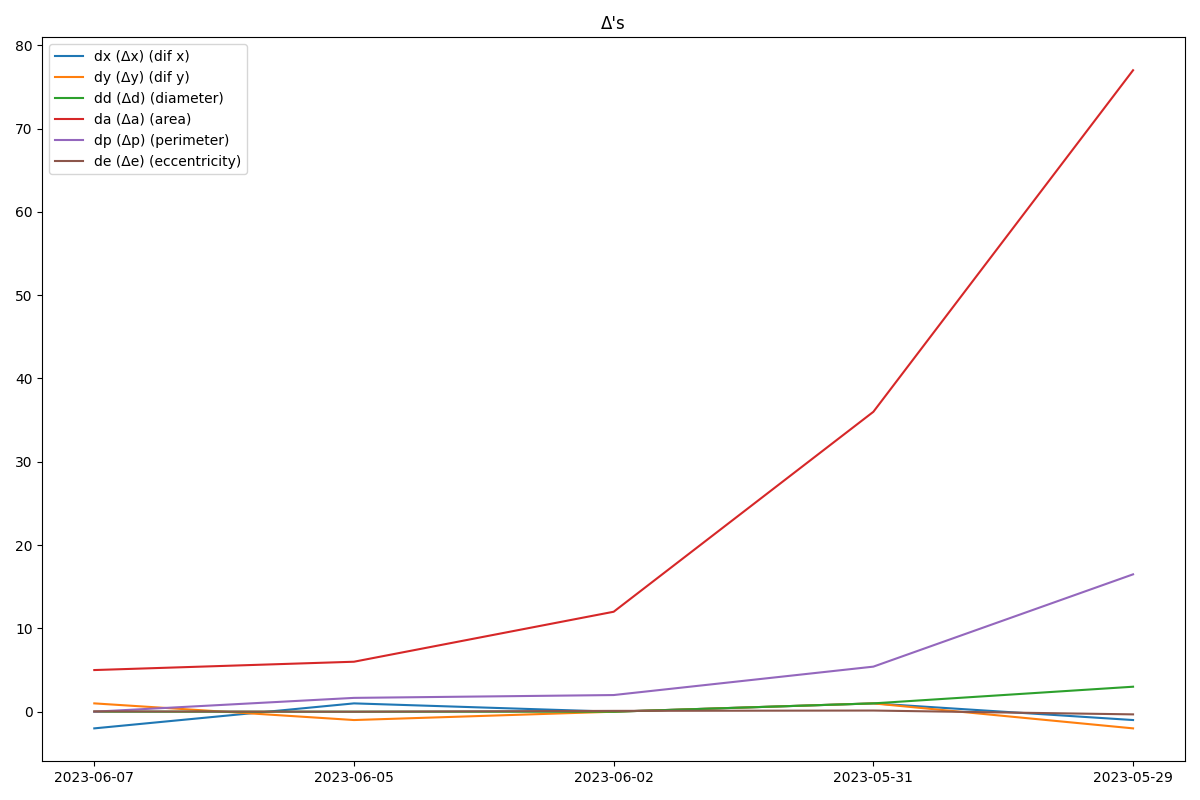 Δ's
dx (Δx) (dif x)
dy (Δy) (dif y)
dd (Δd) (diameter)
da (Δa) (area)
dp (Δp) (perimeter)
de (Δe) (eccentricity)
80
70
60
50
40
30
20
10
0
2023-06-07 2023-06-05 2023-06-02 2023-05-31 2023-05-29